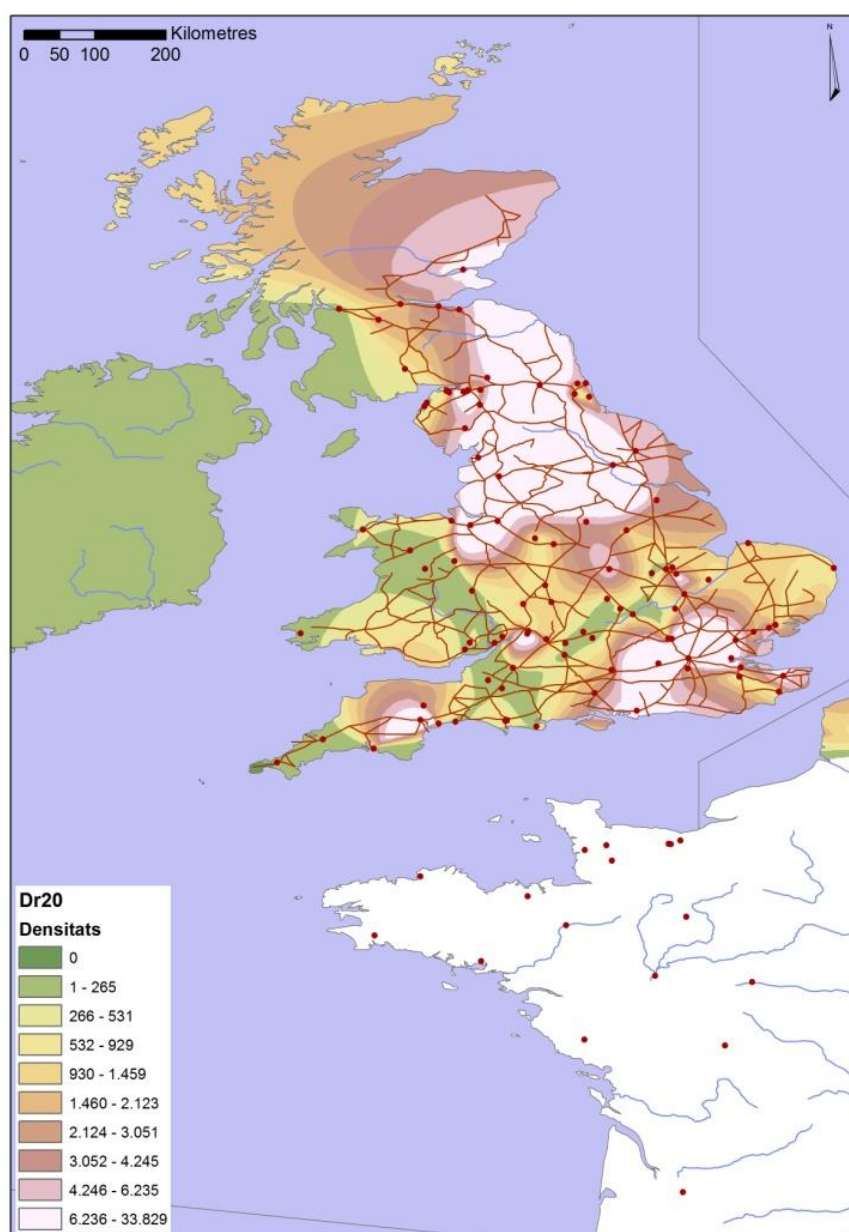 Kilometres
0 50 100 200
N
Dr20
Densitats
0
1 - 265
266 - 531
532 - 929
930 - 1.459
1.460 - 2.123
2.124 - 3.051
3.052 - 4.245
4.246 - 6.235
6.236 - 33.829